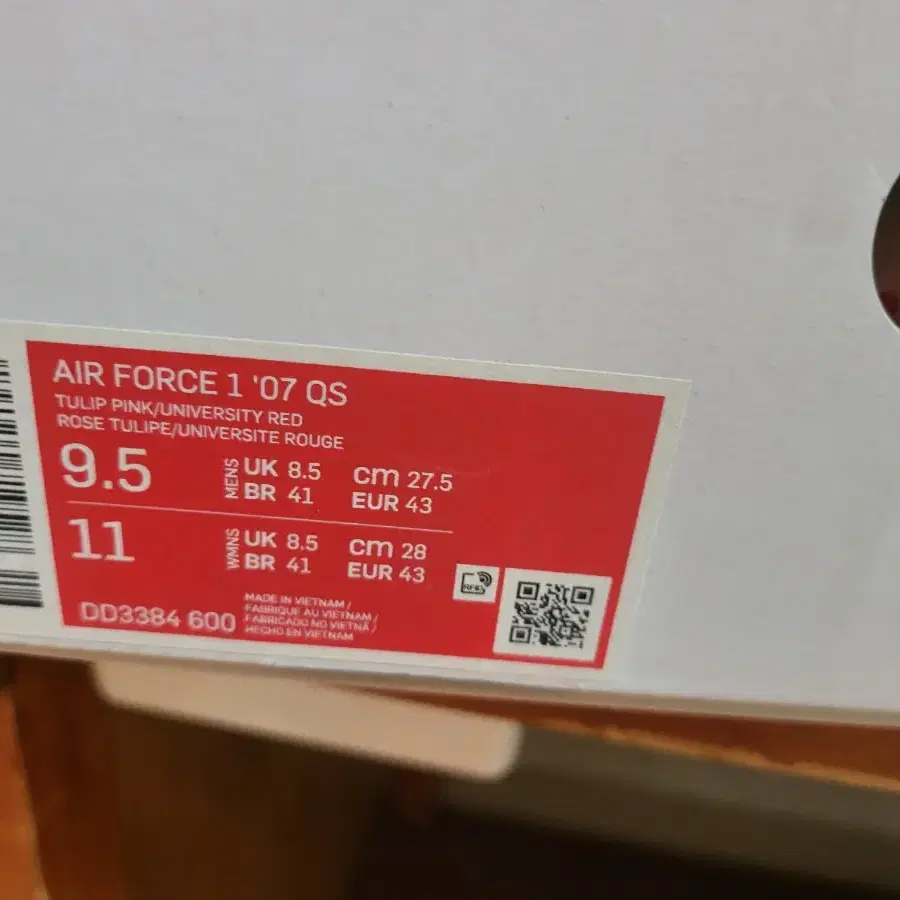 AIR FORCE 1 '07 QS
TULIP PINK/UNIVERSITY RED
ROSE TULIPE/UNIVERSITE ROUGE
9.5 MENS UK 8.5 cm 27.5
BR 41 EUR 43
11 WMNS UK 8.5 cm 28
BR 41 EUR 43
DD3384 600
MADE IN VIETNAM /
FABRIQUE AU VIETNAM /
FABRICADO NO VIETNÃ /
HECHO EN VIETNAM
RFID